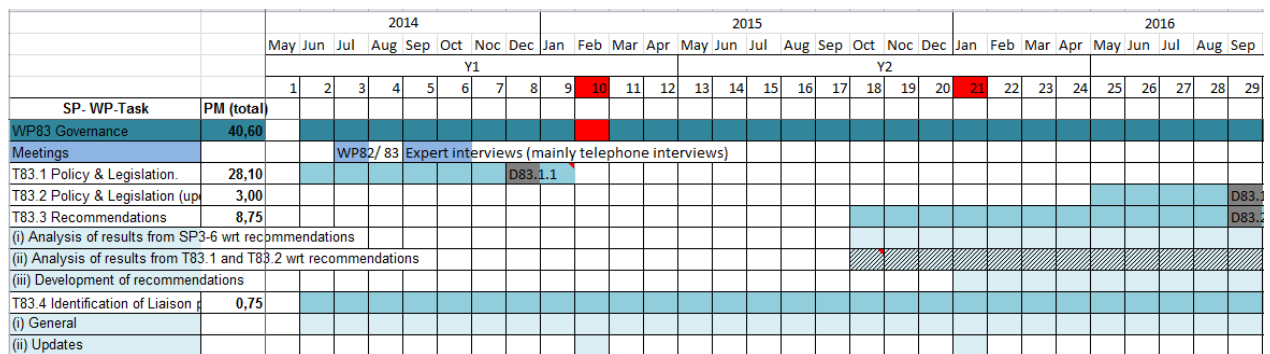 2014 2015 2016
May Jun Jul Aug Sep Oct Noc Dec Jan Feb Mar Apr May Jun Jul Aug Sep Oct Noc Dec Jan Feb Mar Apr May Jun Jul Aug Sep
Y1 Y2
1 2 3 4 5 6 7 8 9 10 11 12 13 14 15 16 17 18 19 20 21 22 23 24 25 26 27 28 29
SP- WP-Task PM (total)
WP83 Governance 40,60
Meetings WP82/ 83 Expert interviews (mainly telephone interviews)
T83.1 Policy & Legislation. 28,10 D83.1.1
T83.2 Policy & Legislation (up 3,00 D83.1
T83.3 Recommendations 8,75 D83.2
(i) Analysis of results from SP3-6 wrt recommendations
(ii) Analysis of results from T83.1 and T83.2 wrt recommendations
(iii) Development of recommendations
T83.4 Identification of Liaison p 0,75
(i) General
(ii) Updates